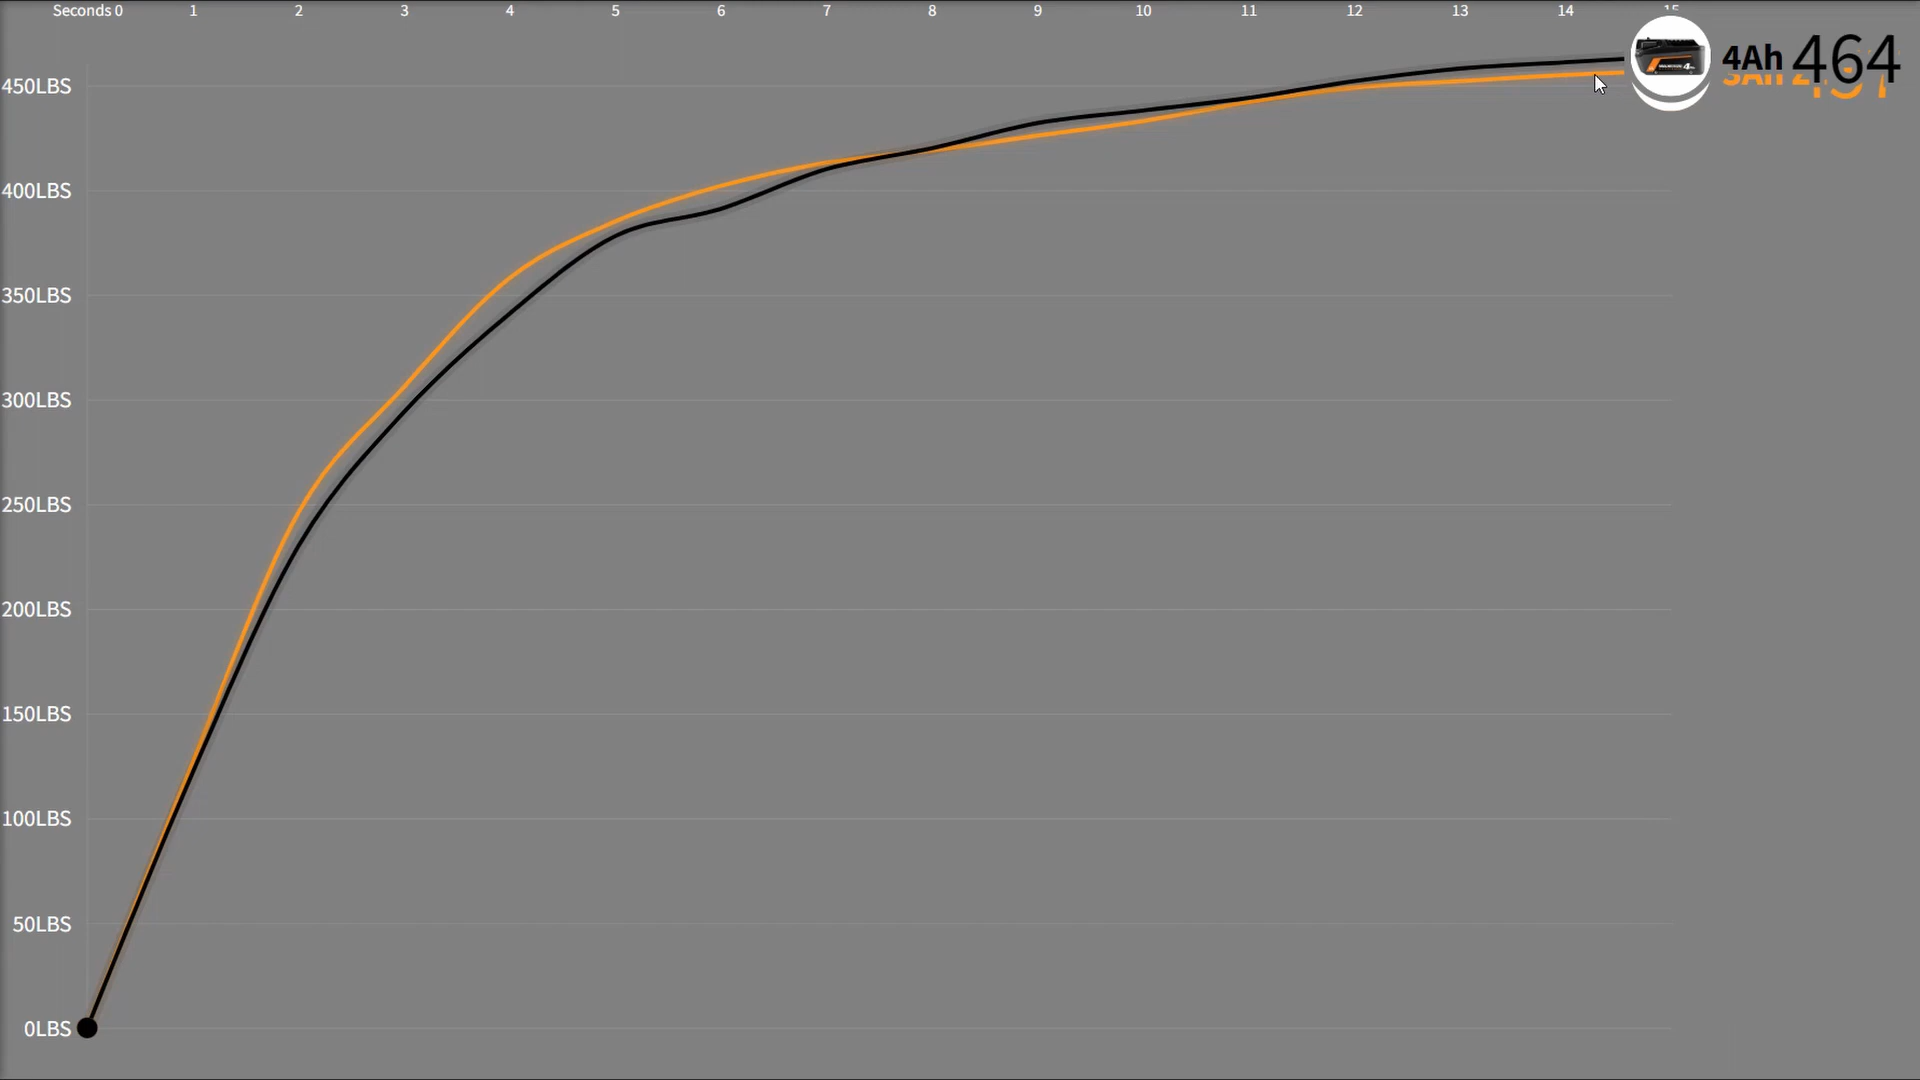 Seconds 0 1 2 3 4 5 6 7 8 9 10 11 12 13 14 15
4Ah 464
450LBS
400LBS
350LBS
300LBS
250LBS
200LBS
150LBS
100LBS
50LBS
0LBS